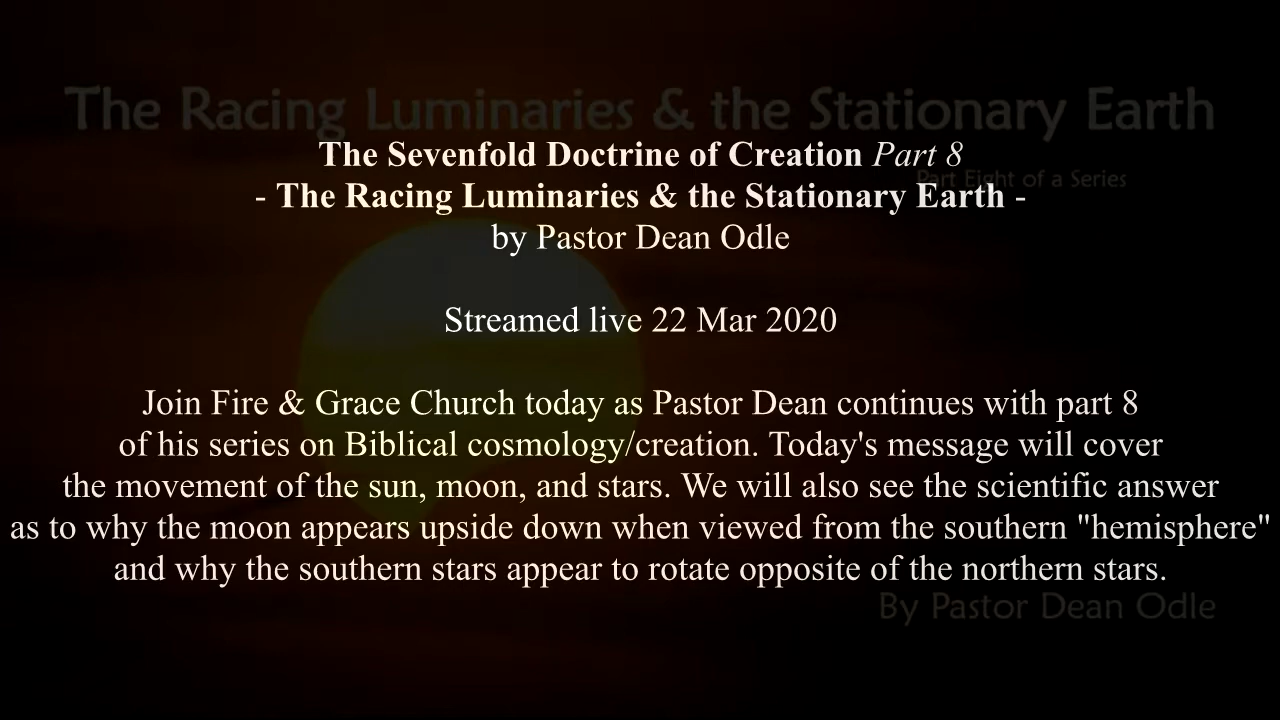 The Racing Luminaries & the Stationary Earth
The Sevenfold Doctrine of Creation Part 8
Part Eight of a Series
- The Racing Luminaries & the Stationary Earth -
by Pastor Dean Odle
Streamed live 22 Mar 2020
Join Fire & Grace Church today as Pastor Dean continues with part 8
of his series on Biblical cosmology/creation. Today's message will cover
the movement of the sun, moon, and stars. We will also see the scientific answer
as to why the moon appears upside down when viewed from the southern "hemisphere"
and why the southern stars appear to rotate opposite of the northern stars.
By Pastor Dean Odle